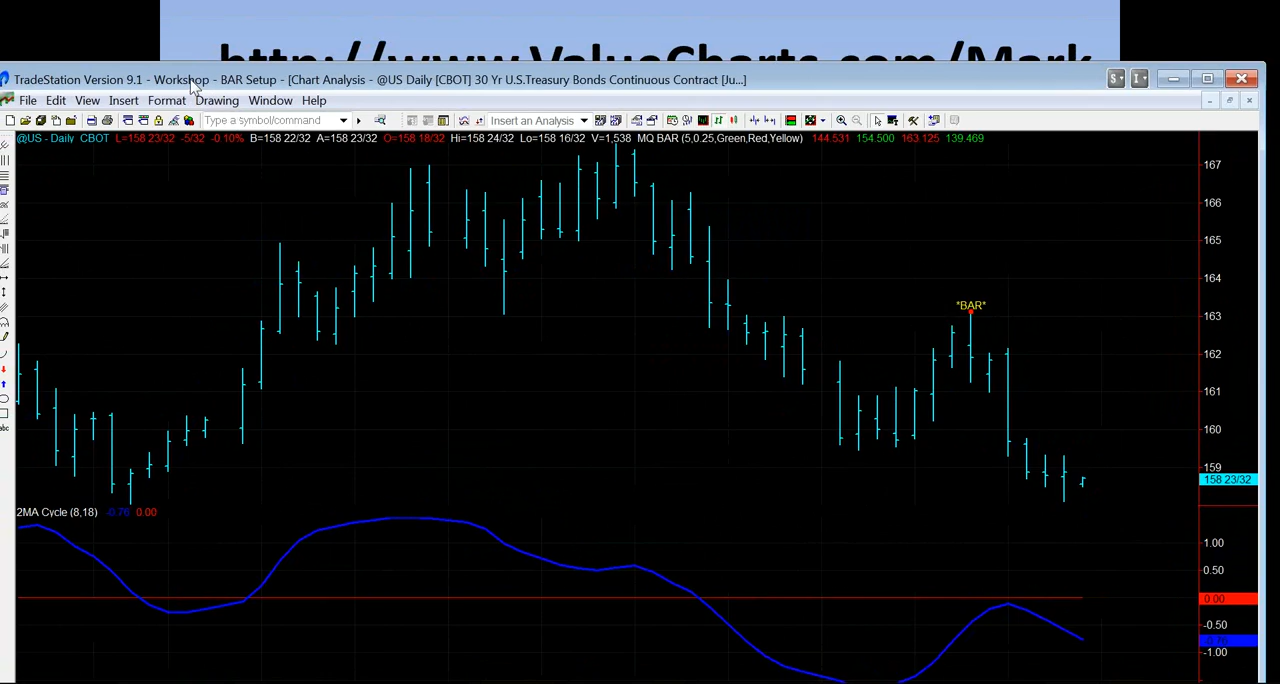 http://www.ValueCharts.com/Mark
TradeStation Version 9.1 - Workshop - BAR Setup - [Chart Analysis - @US Daily [CBOT] 30 Yr U.S.Treasury Bonds Continuous Contract [Ju...]
S I
File Edit View Insert Format Drawing Window Help
Type a symbol/command Insert an Analysis
@US - Daily CBOT L=158 23/32 -5/32 -0.10% B=158 22/32 A=158 23/32 O=158 18/32 Hi=158 24/32 Lo=158 16/32 V=1,538 MQ BAR (5,0.25,Green,Red,Yellow) 144.531 154.500 163.125 139.469
167
166
165
164
*BAR*
163
162
161
160
159
158 23/32
abc
2MA Cycle (8,18) -0.76 0.00
1.00
0.50
0.00
-0.50
-0.76
-1.00